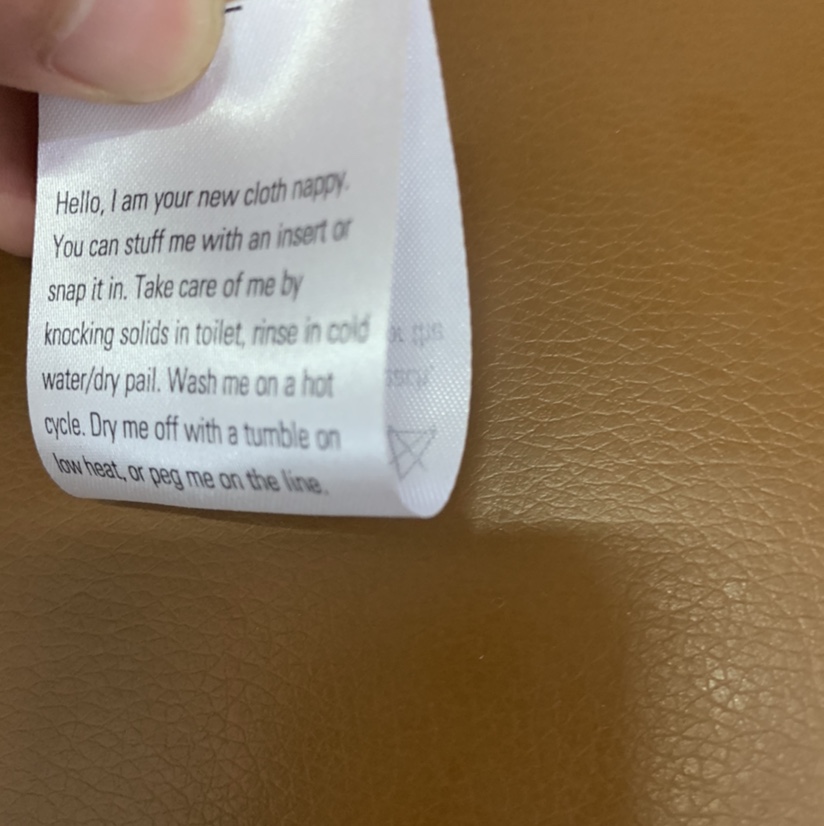 Hello, I am your new cloth nappy.
You can stuff me with an insert or
snap it in. Take care of me by
knocking solids in toilet, rinse in cold
water/dry pail. Wash me on a hot
cycle. Dry me off with a tumble on
low heat, or peg me on the line.